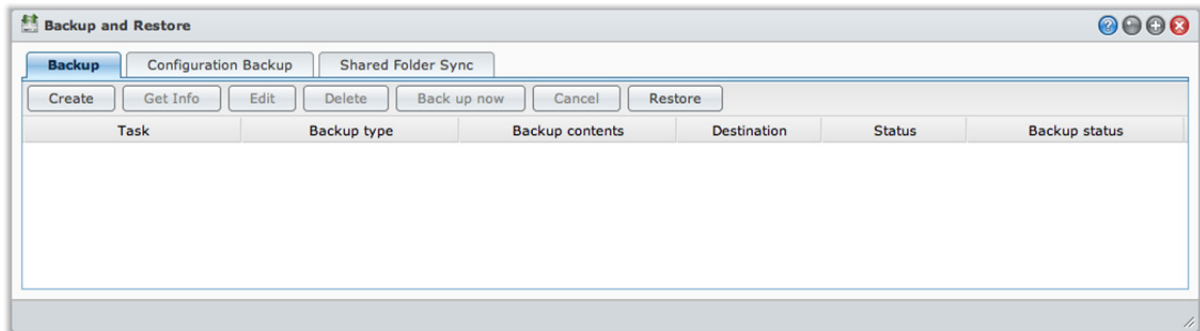 Backup and Restore
Backup Configuration Backup Shared Folder Sync
Create Get Info Edit Delete Back up now Cancel Restore
Task Backup type Backup contents Destination Status Backup status